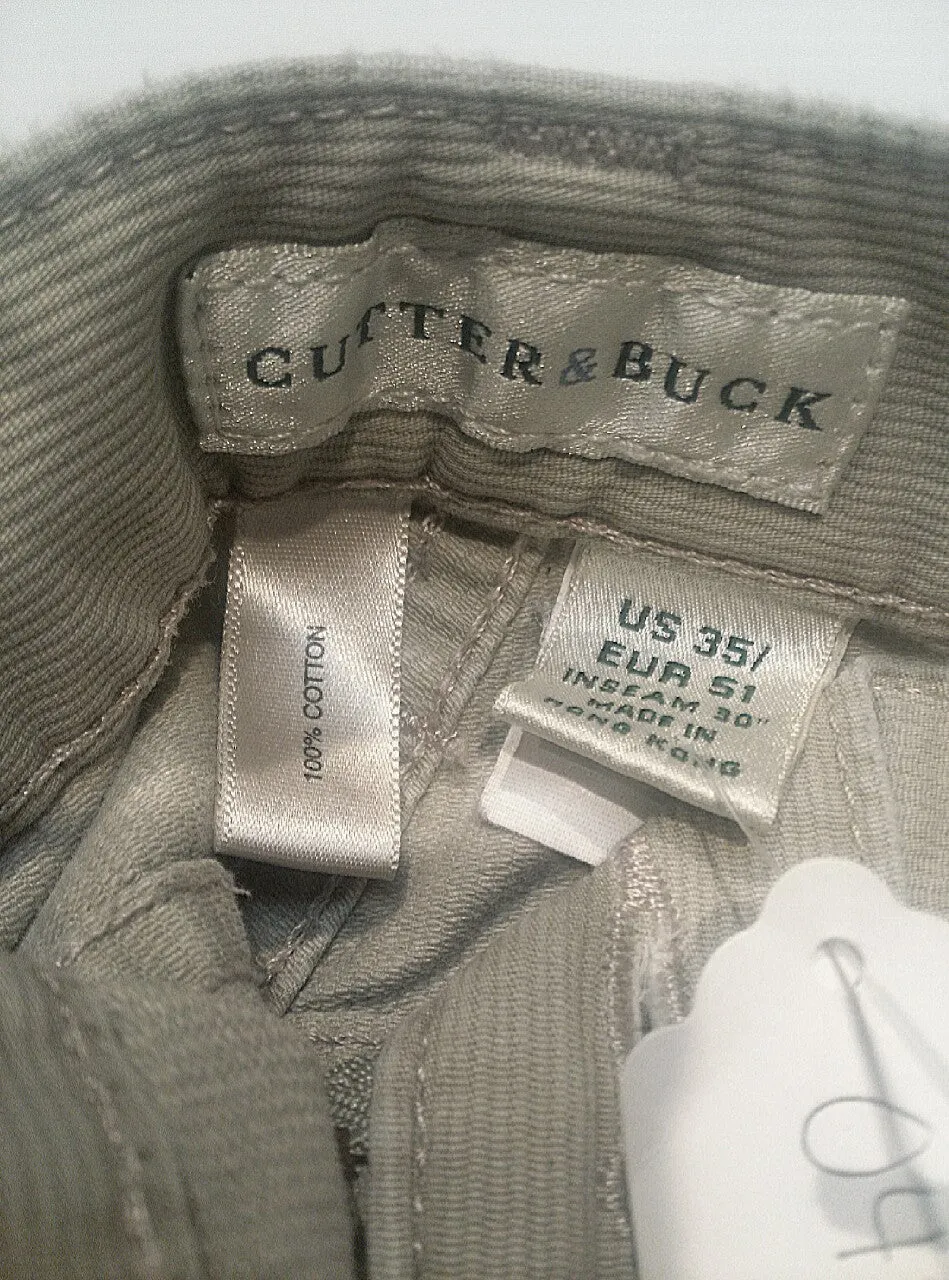 CUTTER & BUCK
100% COTTON
US 35/
EUR 51
INSEAM 30"
MADE IN
HONG KONG